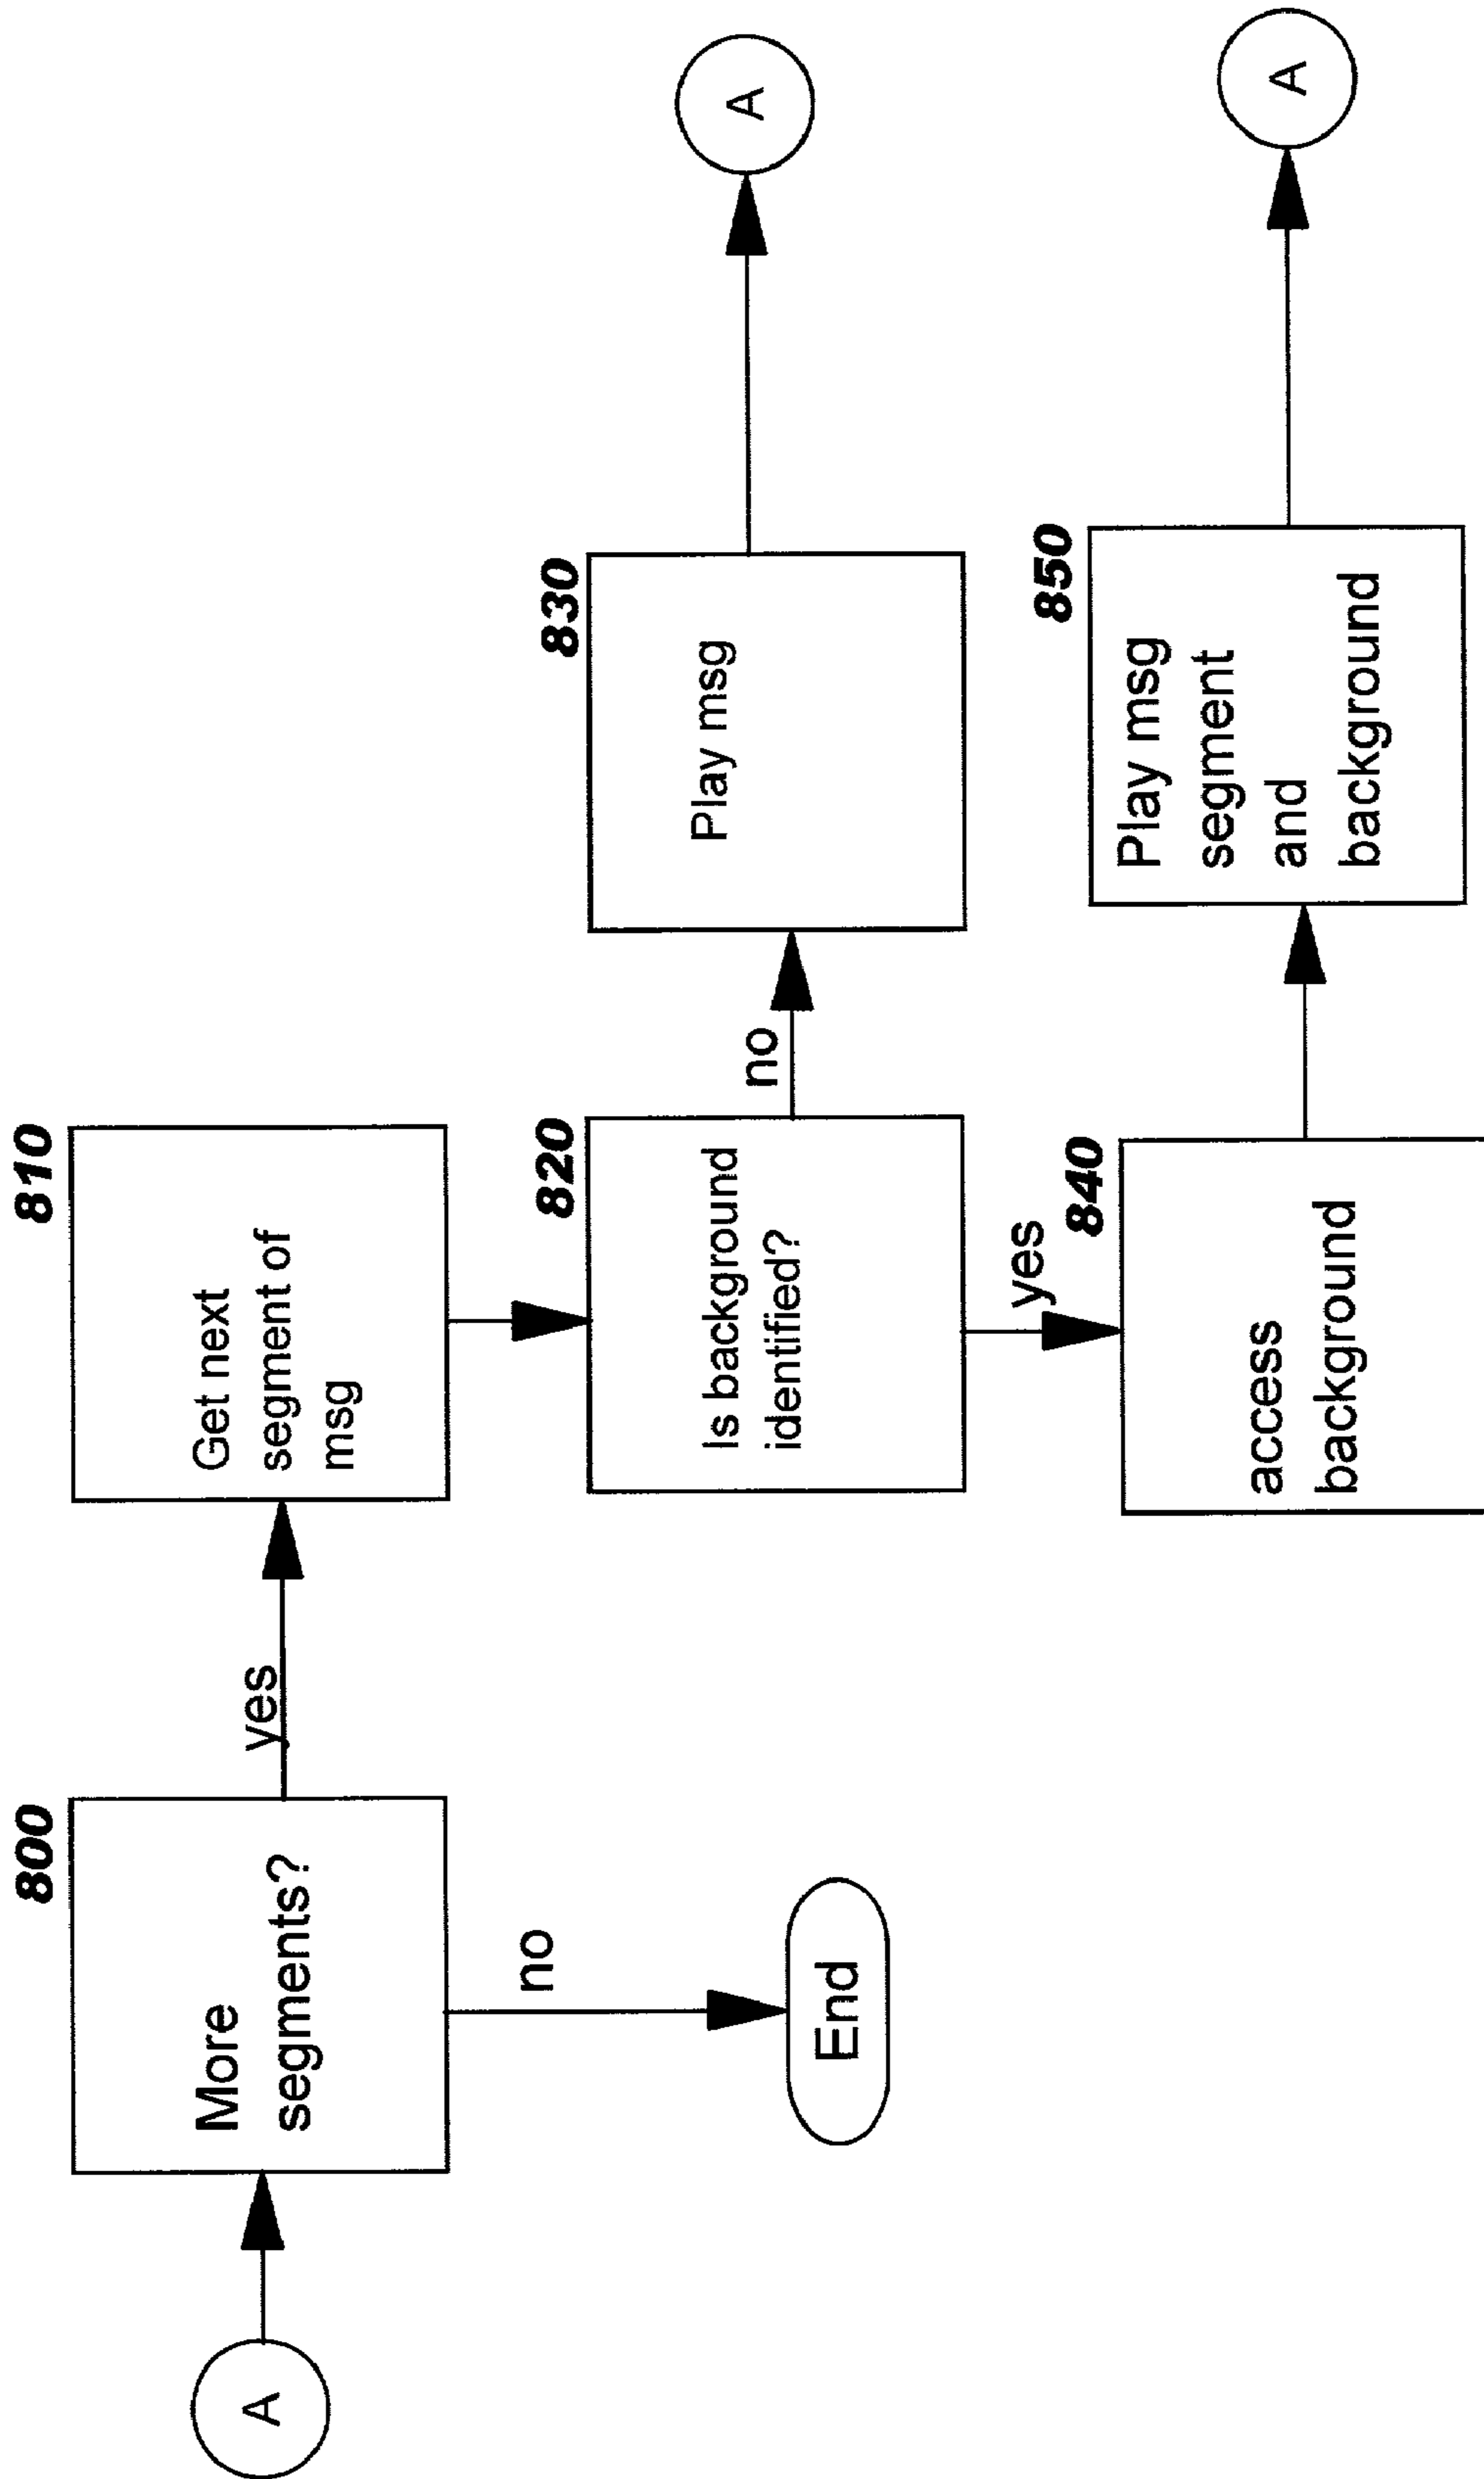 A
800
More
segments?
yes
no
End
810
Get next
segment of
msg
820
Is background
identified?
no
yes
830
Play msg
A
840
access
background
850
Play msg
segment
and
background
A